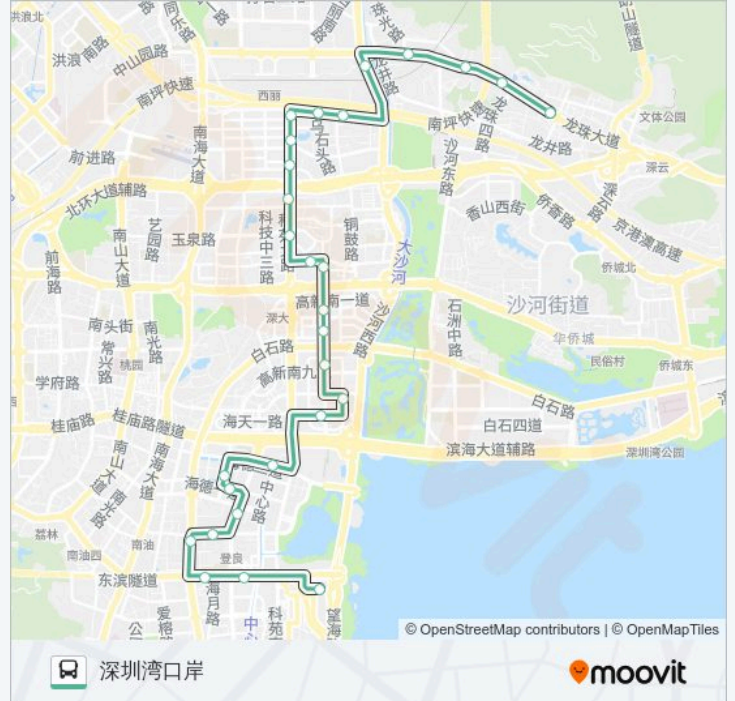 洪浪北
洪浪南路
中山园路
南坪快速
西丽
龙井路
南坪快
龙珠四路
文体公园
龙珠大道
龙井路
深云
南海大道
石头路
沙河东路
前进路
北环大道辅路
香山西街
侨香路
深云路
京港澳高速
艺园路
玉泉路
科技中三路
铜鼓路
大沙河
前海路
南山大道
侨城北
高新南一道
沙河街道
深大
沙河西路
石洲中路
南头街
南光路
常兴路
桃园
白石路
华侨城
民俗村
侨城东
学府路
高新南九
白石路
桂庙路
桂庙路隧道
海天一路
白石四道
滨海大道辅路
深圳湾公园
南山大道
南海大道
南光路
海德一
中心路
荔林
南油四
南油
登良
东滨隧道
海月路
爱榕路
科苑
望海
© OpenStreetMap contributors | © OpenMapTiles
深圳湾口岸
moovit